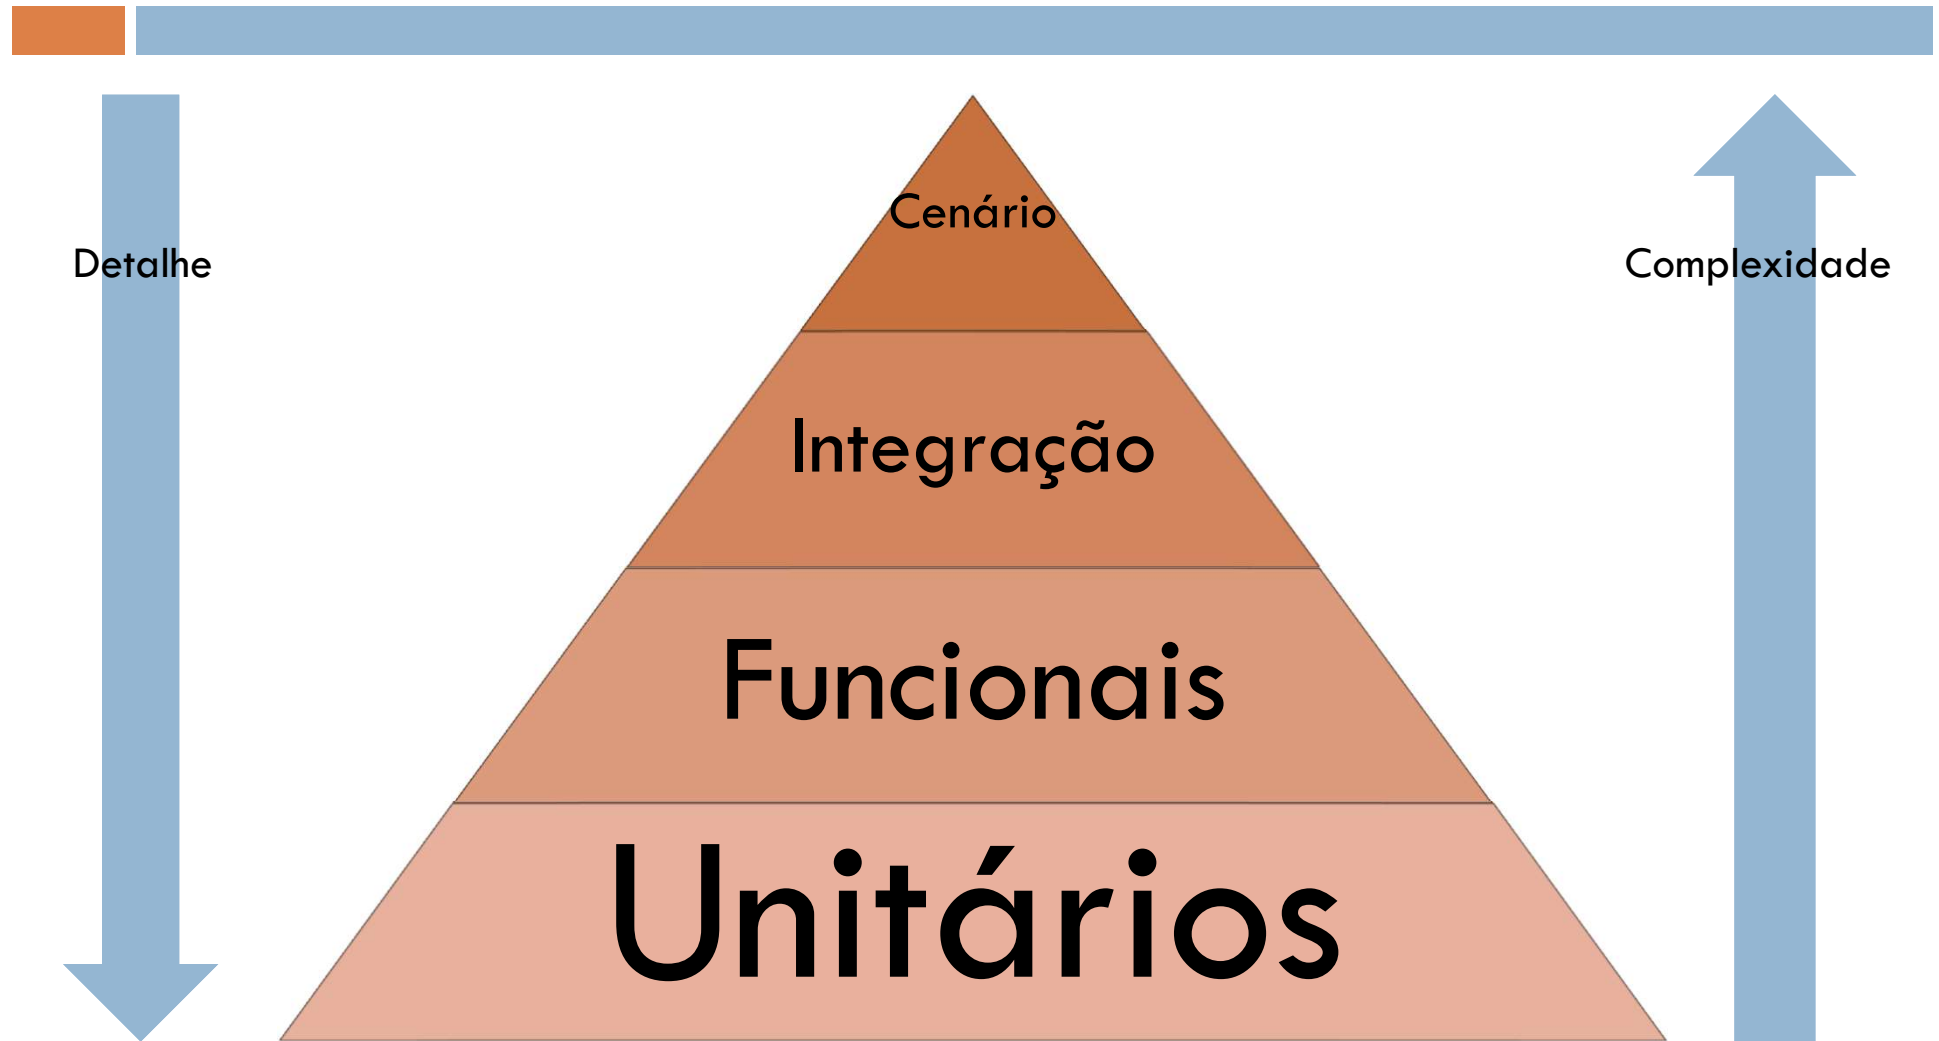 Cenário
Detalhe
Complexidade
Integração
Funcionais
Unitários